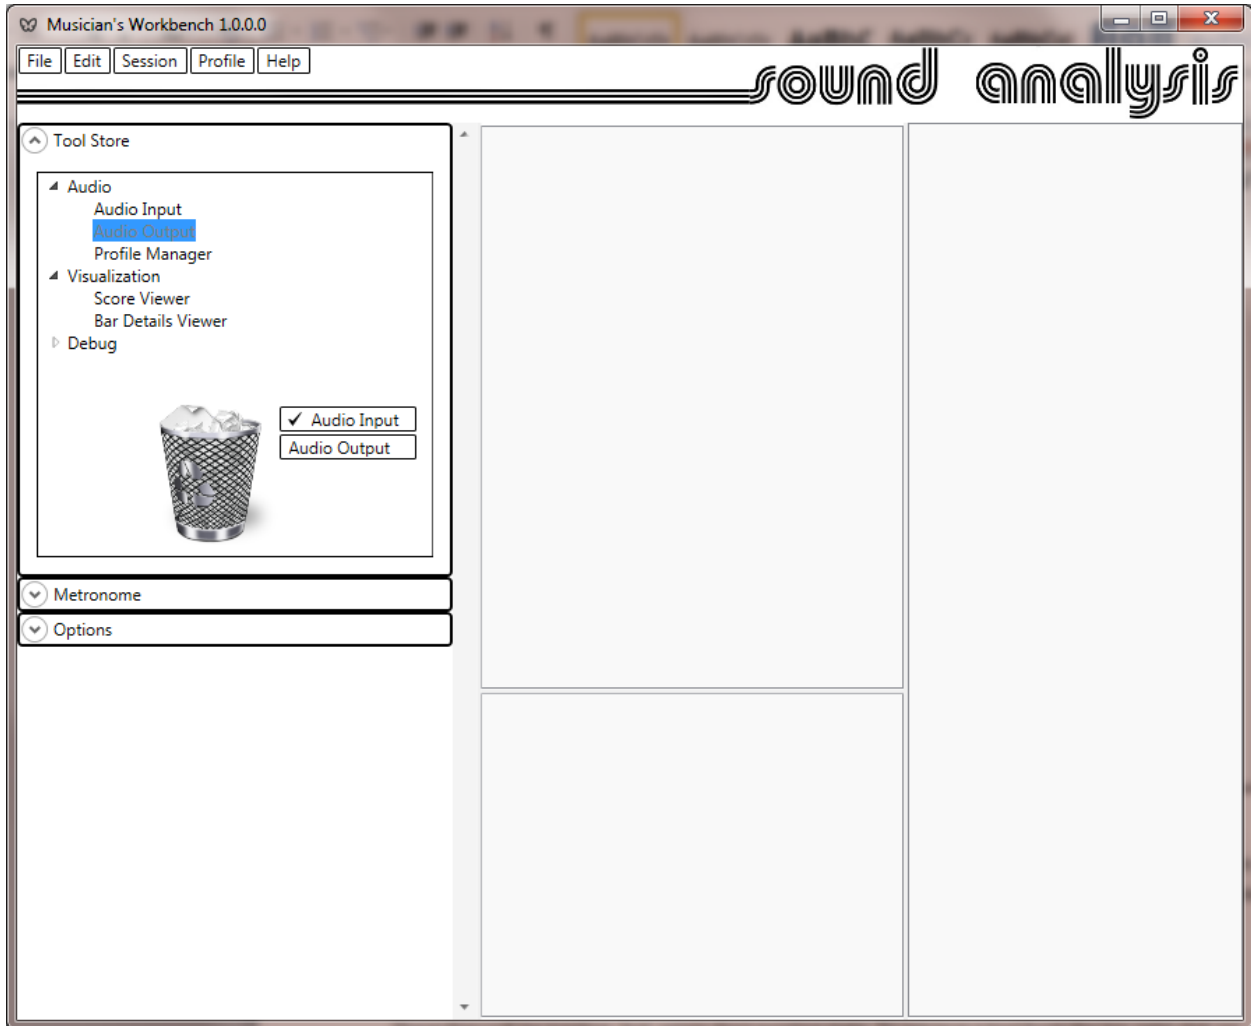 Musician's Workbench 1.0.0.0
File Edit Session Profile Help
sound analysis
Tool Store
Audio
Audio Input
Audio Output
Profile Manager
Visualization
Score Viewer
Bar Details Viewer
Debug
✓ Audio Input
Audio Output
Metronome
Options